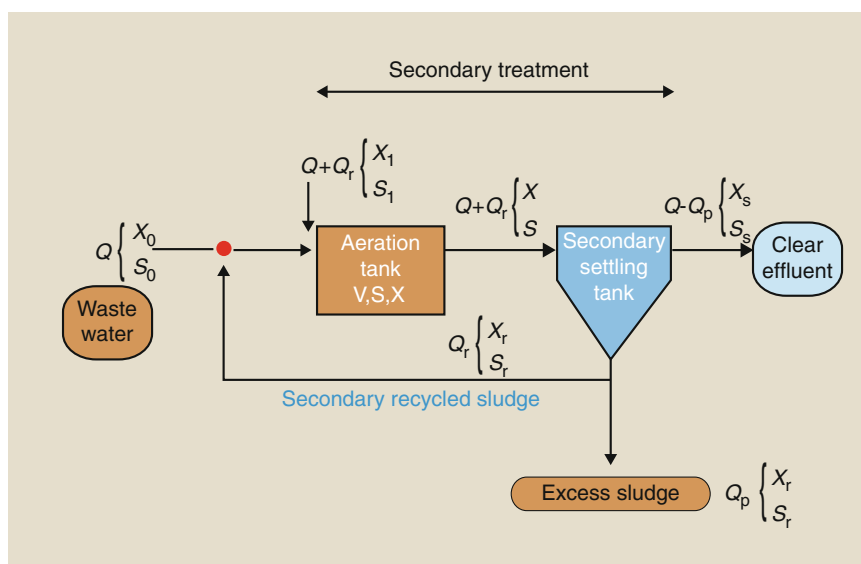 Secondary treatment
Q+Qr { X1
S1
Q+Qr { X
S
Q-Qp { Xs
Ss
Q { X0
S0
Waste
water
Aeration
tank
V,S,X
Secondary
settling
tank
Clear
effluent
Qr { Xr
Sr
Secondary recycled sludge
Excess sludge
Qp { Xr
Sr